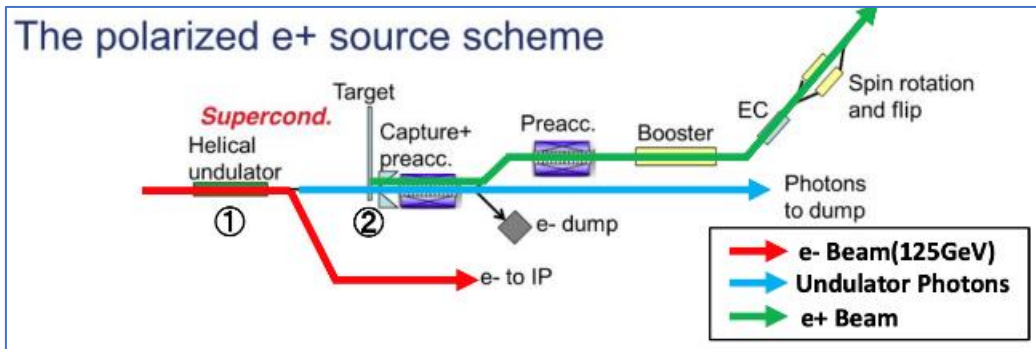 The polarized e+ source scheme
Supercond.
Helical
undulator
①
Target
②
Capture+
preacc.
e- dump
e- to IP
Preacc.
Booster
EC
Spin rotation
and flip
Photons
to dump
e- Beam(125GeV)
Undulator Photons
e+ Beam